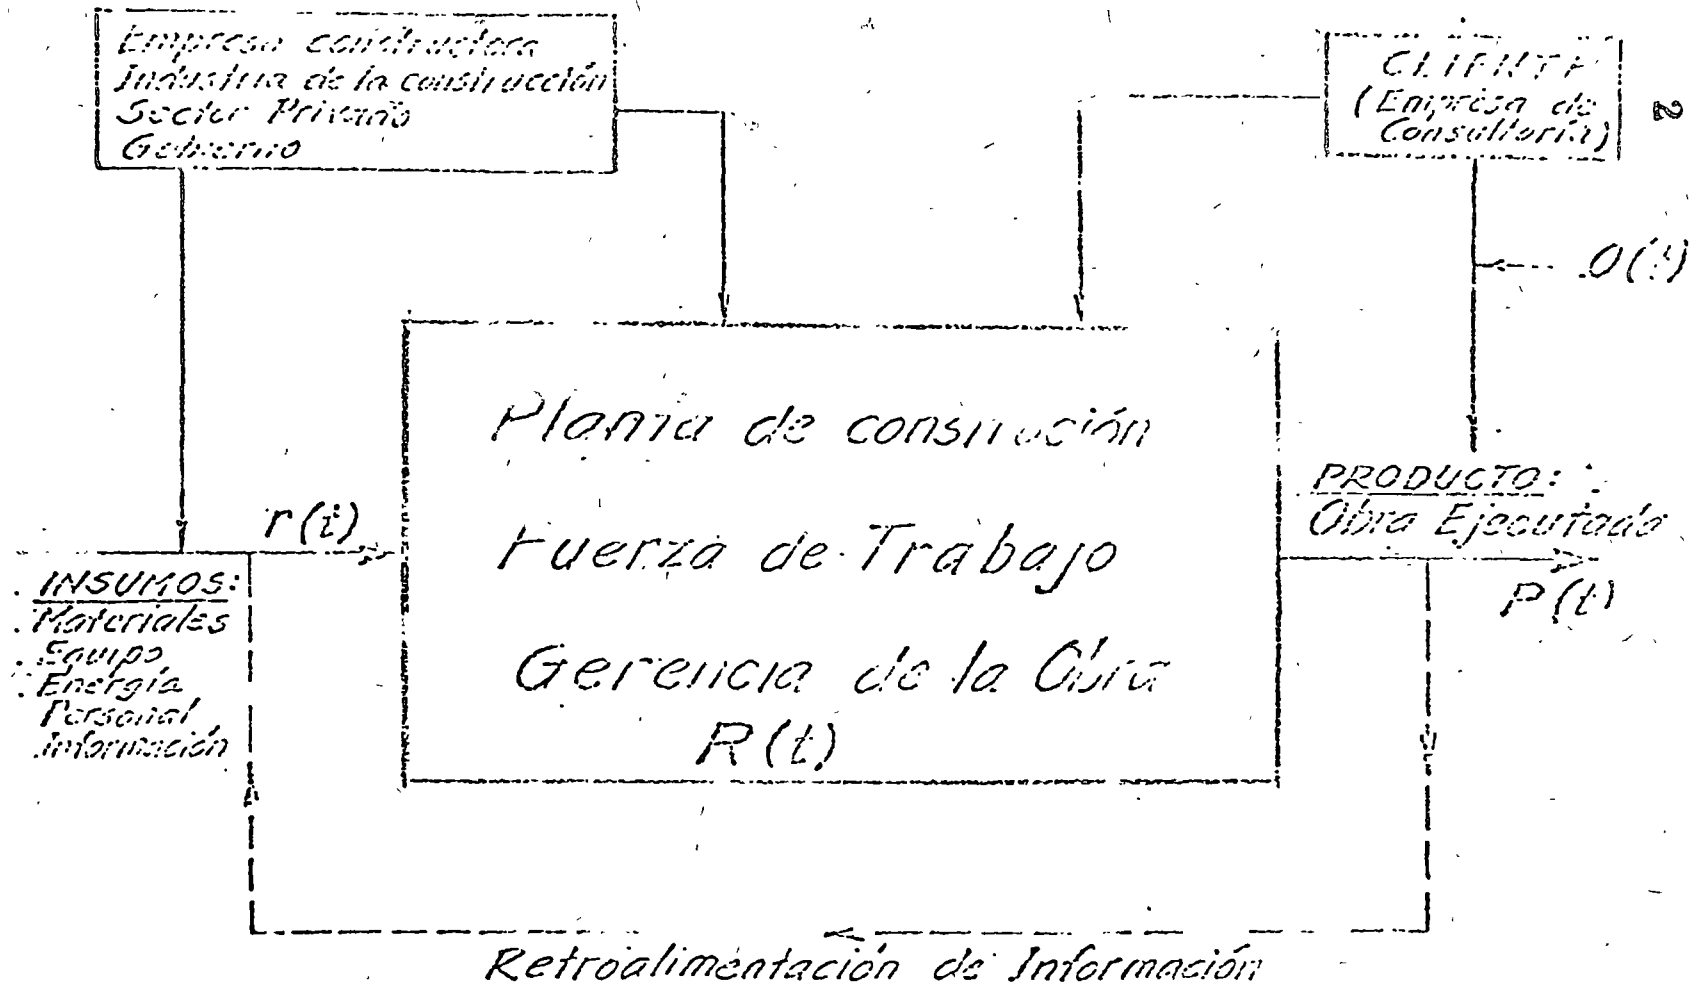 Empresa constructora
Industria de la construcción
Sector Privado
Gobierno
CLIENTE
(Empresa de
Consultoría)
2
O(t)
Planta de construcción
Fuerza de Trabajo
Gerencia de la Obra
R(t)
r(t)
INSUMOS:
Materiales
Equipo
Energía
Personal
Información
PRODUCTO:
Obra Ejecutada
P(t)
Retroalimentación de Información